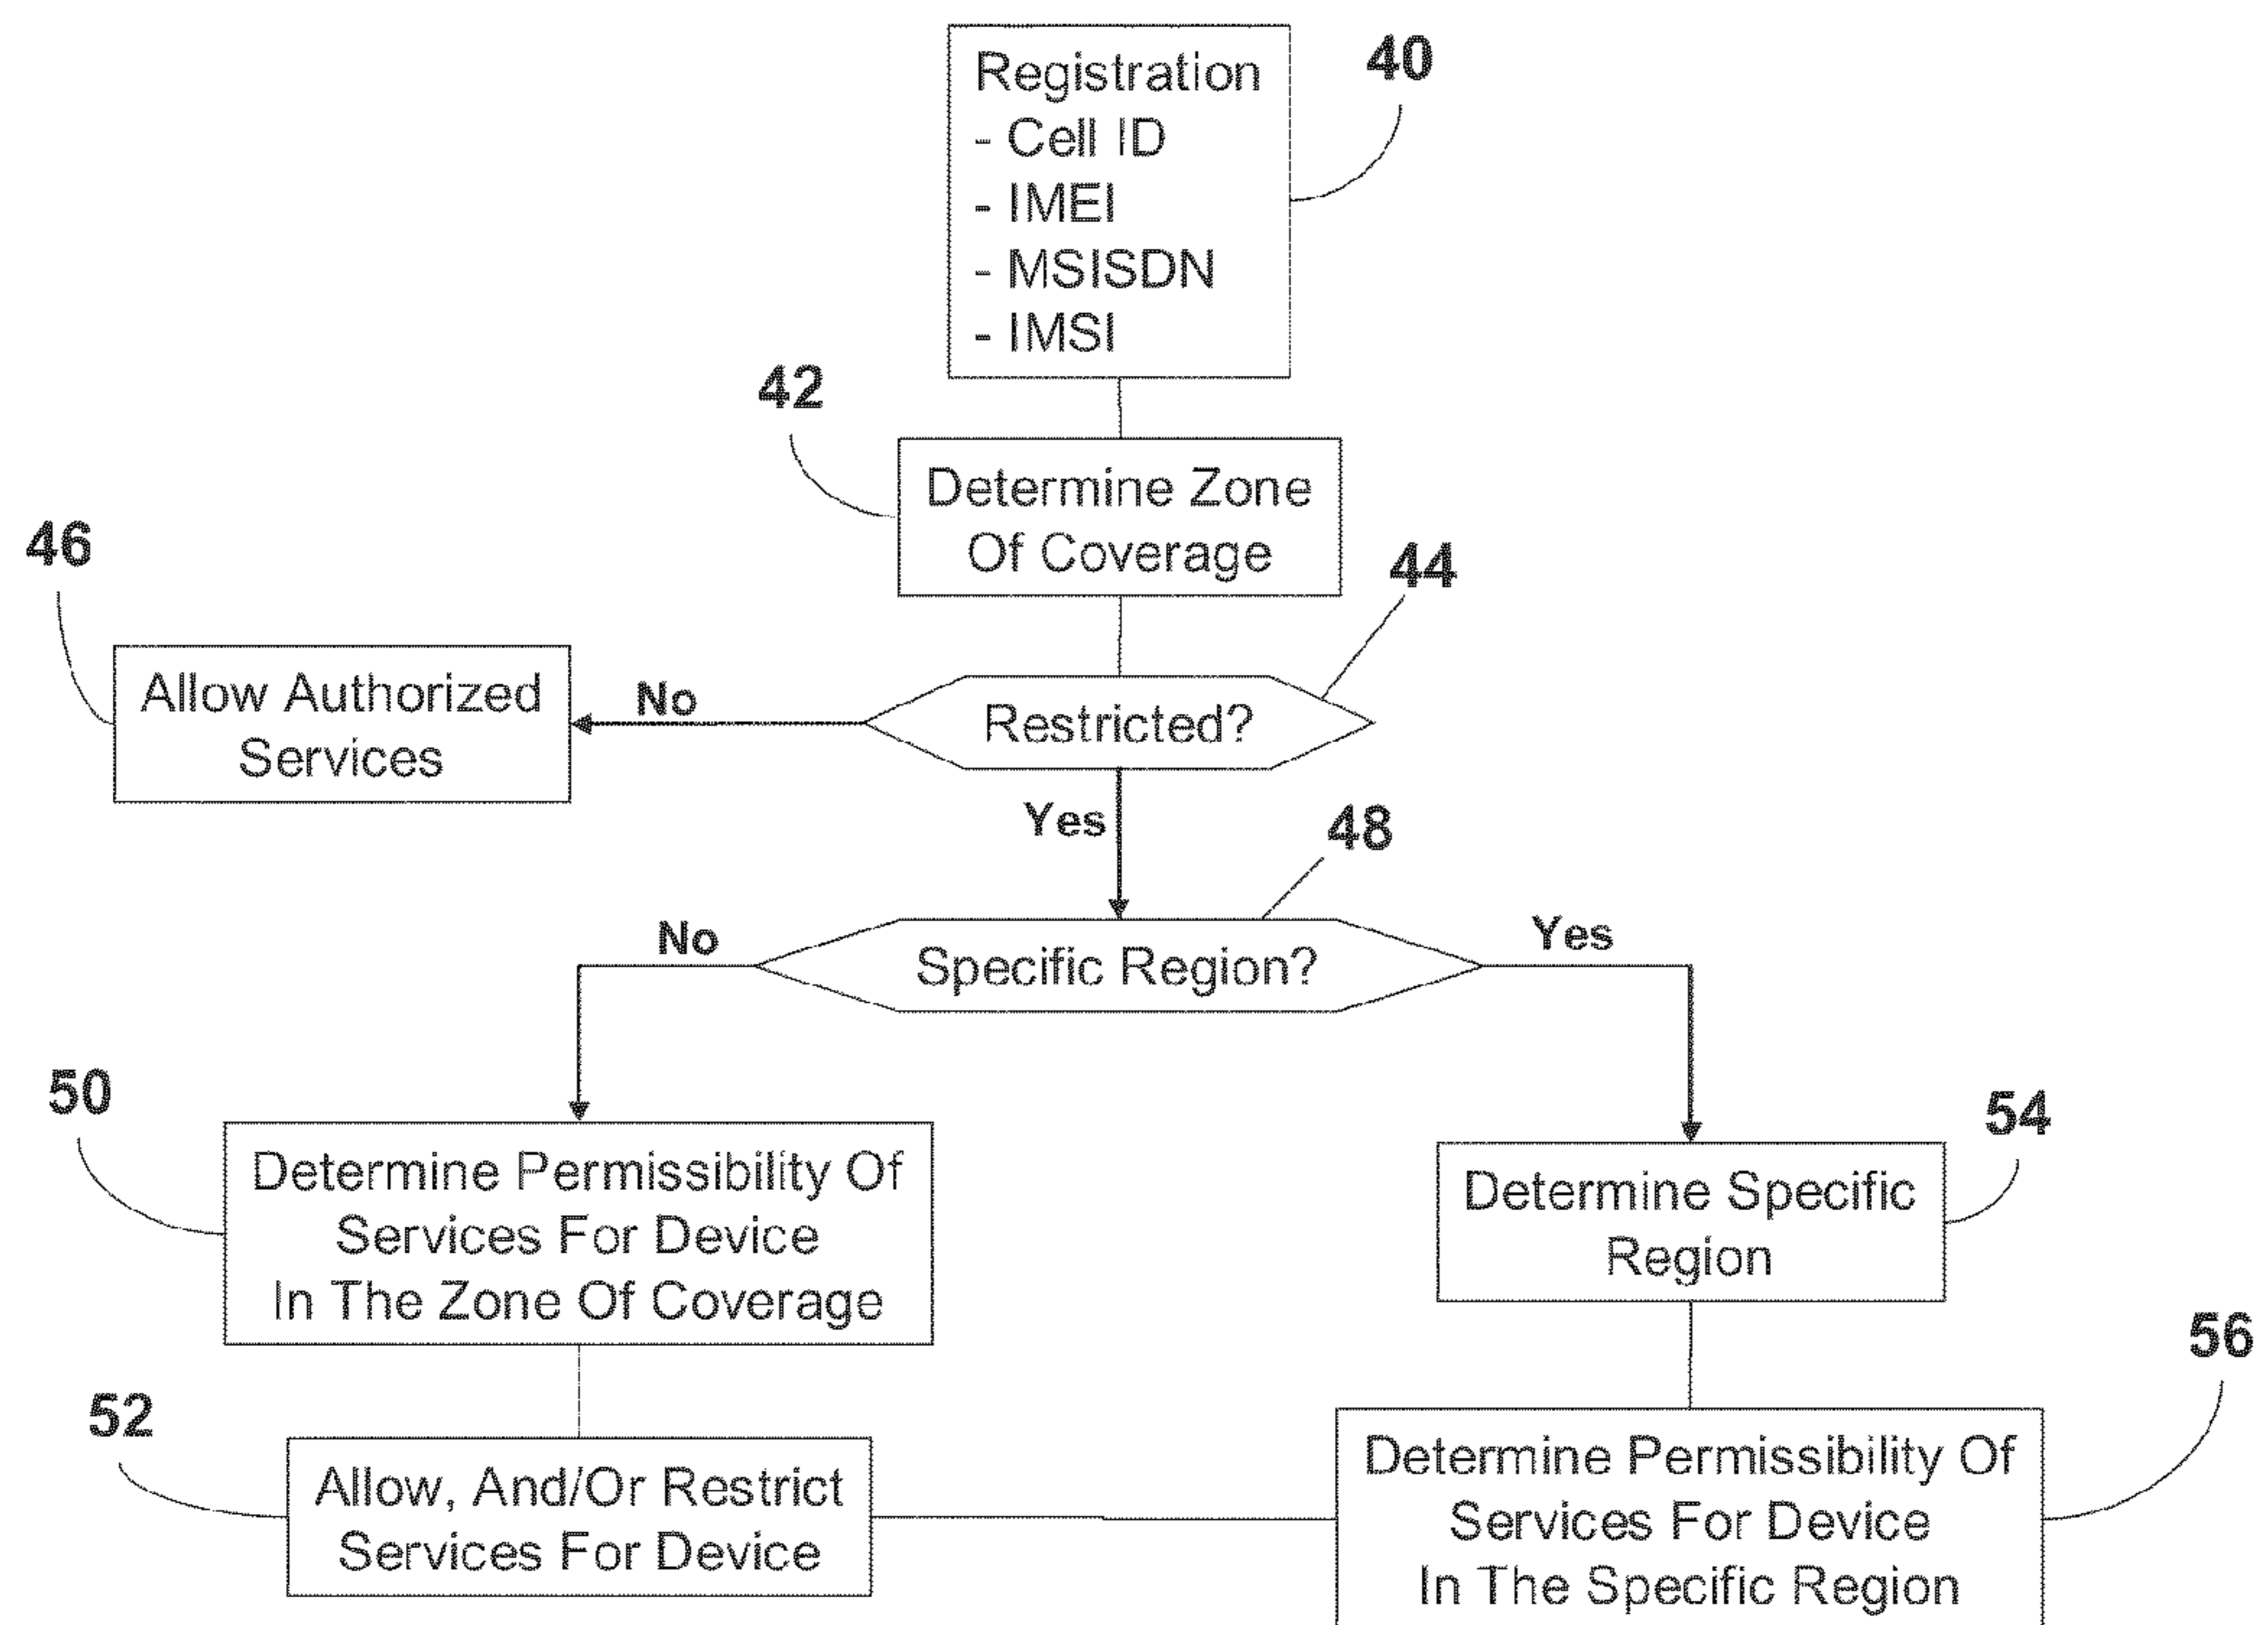 Registration
- Cell ID
- IMEI
- MSISDN
- IMSI
40
42
Determine Zone
Of Coverage
46
44
Allow Authorized
Services
No
Restricted?
Yes
48
No
Specific Region?
Yes
50
Determine Permissibility Of
Services For Device
In The Zone Of Coverage
54
Determine Specific
Region
52
Allow, And/Or Restrict
Services For Device
56
Determine Permissibility Of
Services For Device
In The Specific Region